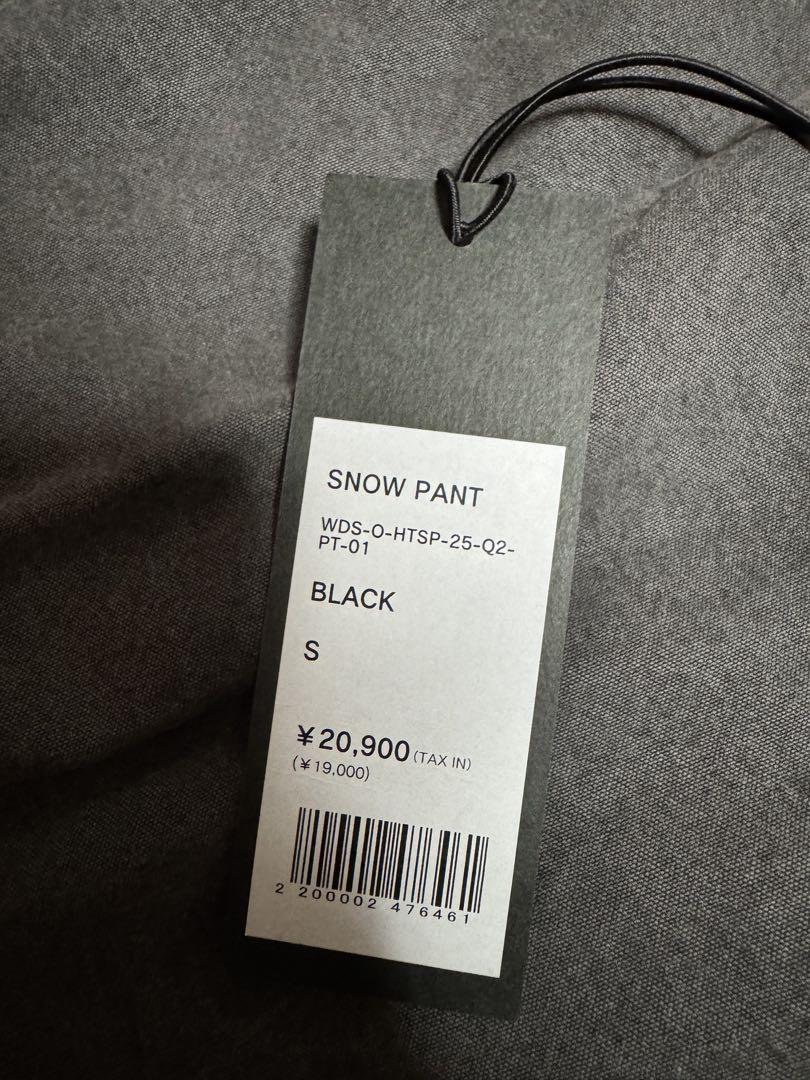 SNOW PANT
WDS-O-HTSP-25-Q2-
PT-01
BLACK
S
¥20,900(TAX IN)
(¥19,000)
2 200002 476461